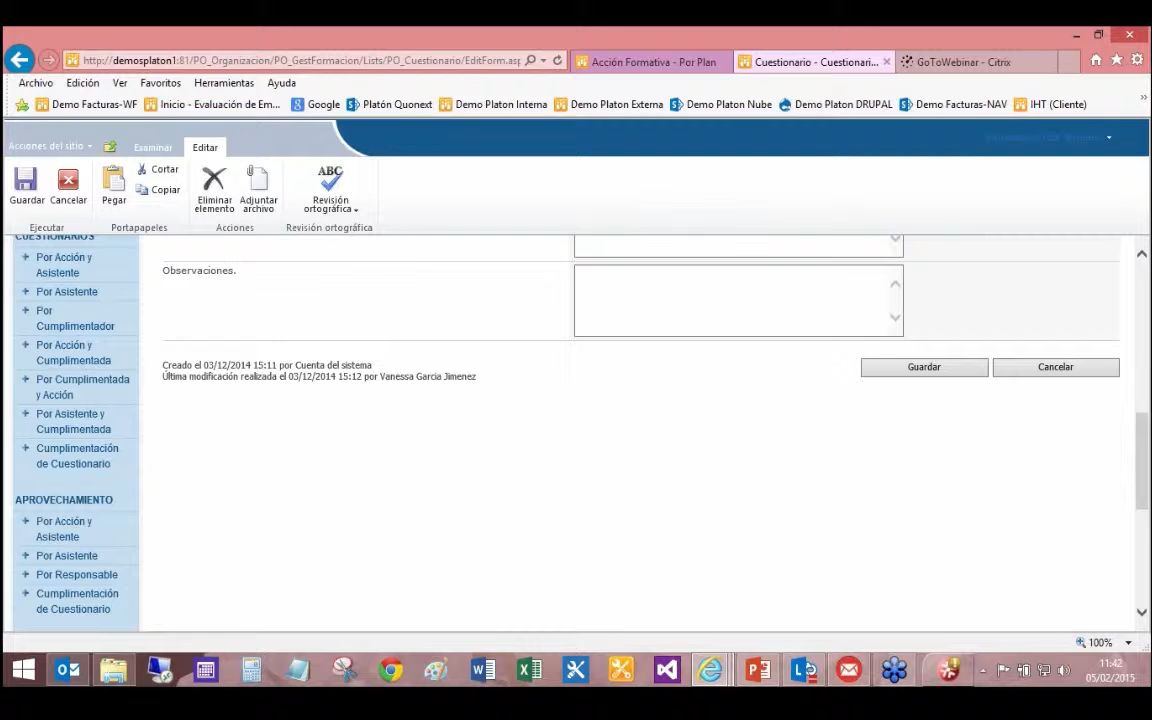 http://demosplaton1:81/PO_Organizacion/PO_GestFormacion/Lists/PO_Cuestionario/EditForm.asp
Acción Formativa - Por Plan
Cuestionario - Cuestionari...
GoToWebinar - Citrix
Archivo Edición Ver Favoritos Herramientas Ayuda
Demo Facturas-WF Inicio - Evaluación de Em... Google Platón Quonext Demo Platon Interna Demo Platon Externa Demo Platon Nube Demo Platon DRUPAL Demo Facturas-NAV IHT (Cliente)
Acciones del sitio Examinar Editar
Guardar
Cancelar
Pegar
Cortar
Copiar
Eliminar
elemento
Adjuntar
archivo
ABC
Revisión
ortográfica
Ejecutar Portapapeles Acciones Revisión ortográfica
CUESTIONARIOS
Por Acción y
Asistente
Por Asistente
Por
Cumplimentador
Por Acción y
Cumplimentada
Por Cumplimentada
y Acción
Por Asistente y
Cumplimentada
Cumplimentación
de Cuestionario
APROVECHAMIENTO
Por Acción y
Asistente
Por Asistente
Por Responsable
Cumplimentación
de Cuestionario
Observaciones.
Creado el 03/12/2014 15:11 por Cuenta del sistema
Última modificación realizada el 03/12/2014 15:12 por Vanessa Garcia Jimenez
Guardar
Cancelar
100%
11:42
05/02/2015